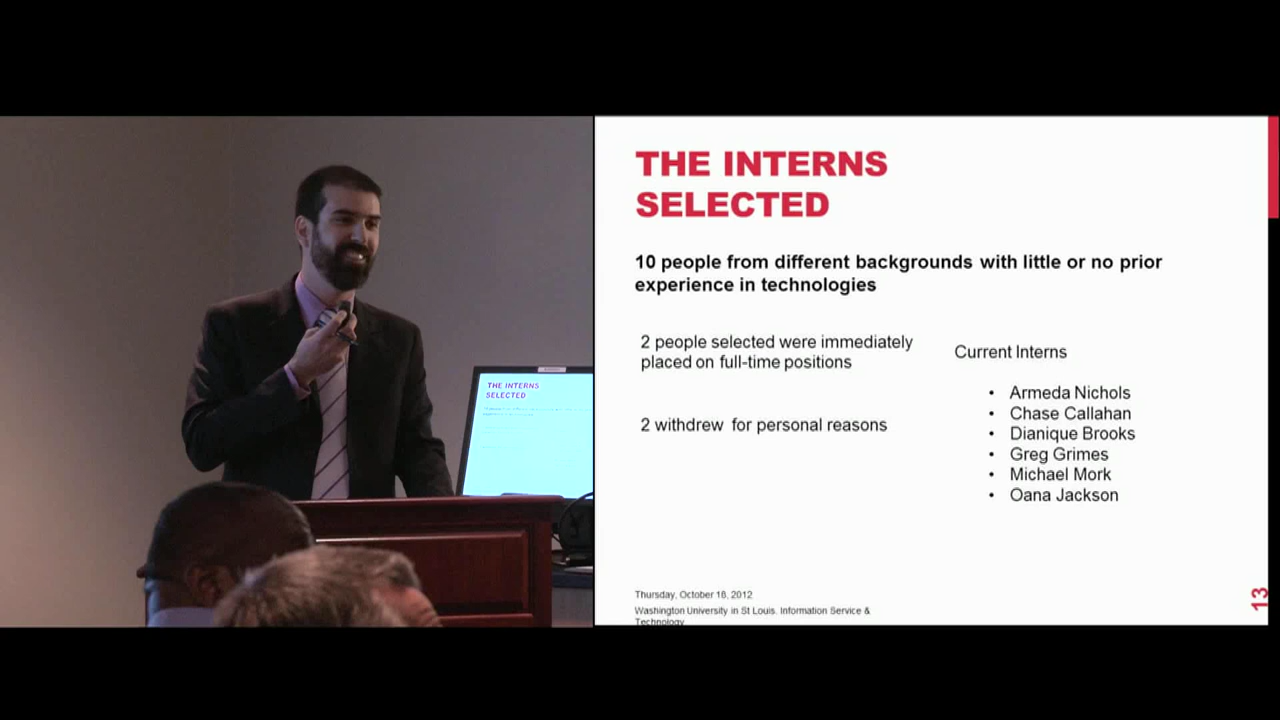 THE INTERNS
SELECTED
10 people from different backgrounds with little or no prior
experience in technologies
2 people selected were immediately
placed on full-time positions
2 withdrew  for personal reasons
Current Interns
• Armeda Nichols
• Chase Callahan
• Dianique Brooks
• Greg Grimes
• Michael Mork
• Oana Jackson
Thursday, October 18, 2012
Washington University in St Louis. Information Service &
Technology
13
THE INTERNS
SELECTED